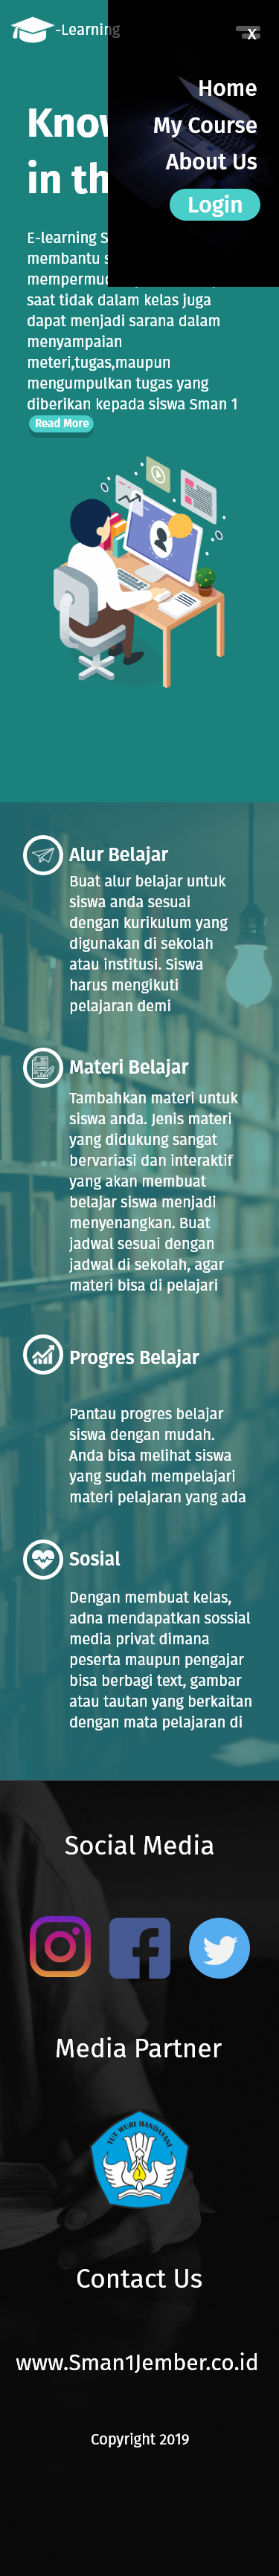 -Learning
X
Home
My Course
About Us
Login
in th
E-learning S
membantu s
saat tidak dalam kelas juga
dapat menjadi sarana dalam
menyampaian
meteri,tugas,maupun
mengumpulkan tugas yang
diberikan kepada siswa Sman 1
Read More
Alur Belajar
Buat alur belajar untuk
siswa anda sesuai
dengan kurikulum yang
digunakan di sekolah
atau institusi. Siswa
harus mengikuti
pelajaran demi
Materi Belajar
Tambahkan materi untuk
siswa anda. Jenis materi
yang didukung sangat
bervariasi dan interaktif
yang akan membuat
belajar siswa menjadi
menyenangkan. Buat
jadwal sesuai dengan
jadwal di sekolah, agar
materi bisa di pelajari
Progres Belajar
Pantau progres belajar
siswa dengan mudah.
Anda bisa melihat siswa
yang sudah mempelajari
materi pelajaran yang ada
Sosial
Dengan membuat kelas,
adna mendapatkan sossial
media privat dimana
peserta maupun pengajar
bisa berbagi text, gambar
atau tautan yang berkaitan
dengan mata pelajaran di
Social Media
Media Partner
TUT WURI HANDAYANI
Contact Us
www.Sman1Jember.co.id
Copyright 2019